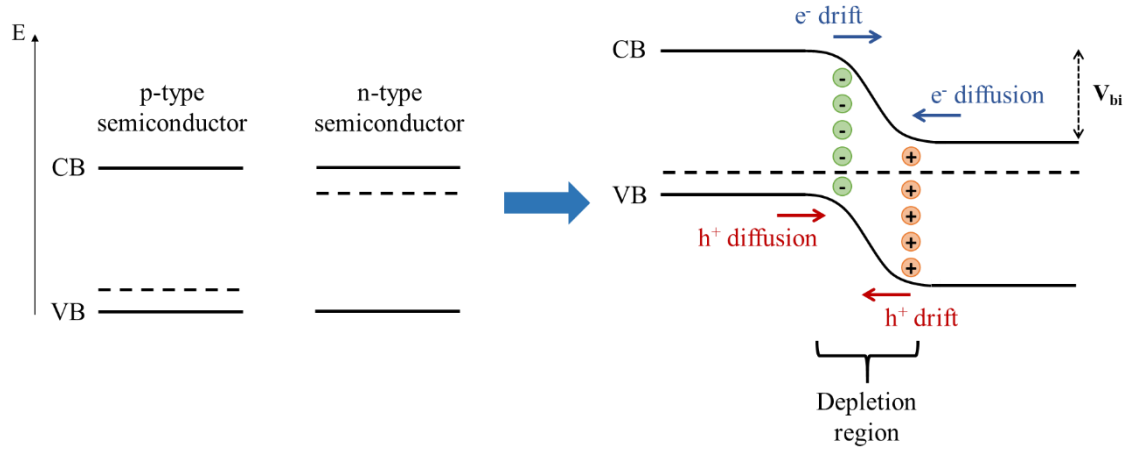 E
p-type
semiconductor
n-type
semiconductor
CB
VB
e⁻ drift
CB
e⁻ diffusion
V_bi
-
-
-
-
-
+
+
+
+
+
VB
h⁺ diffusion
h⁺ drift
Depletion
region